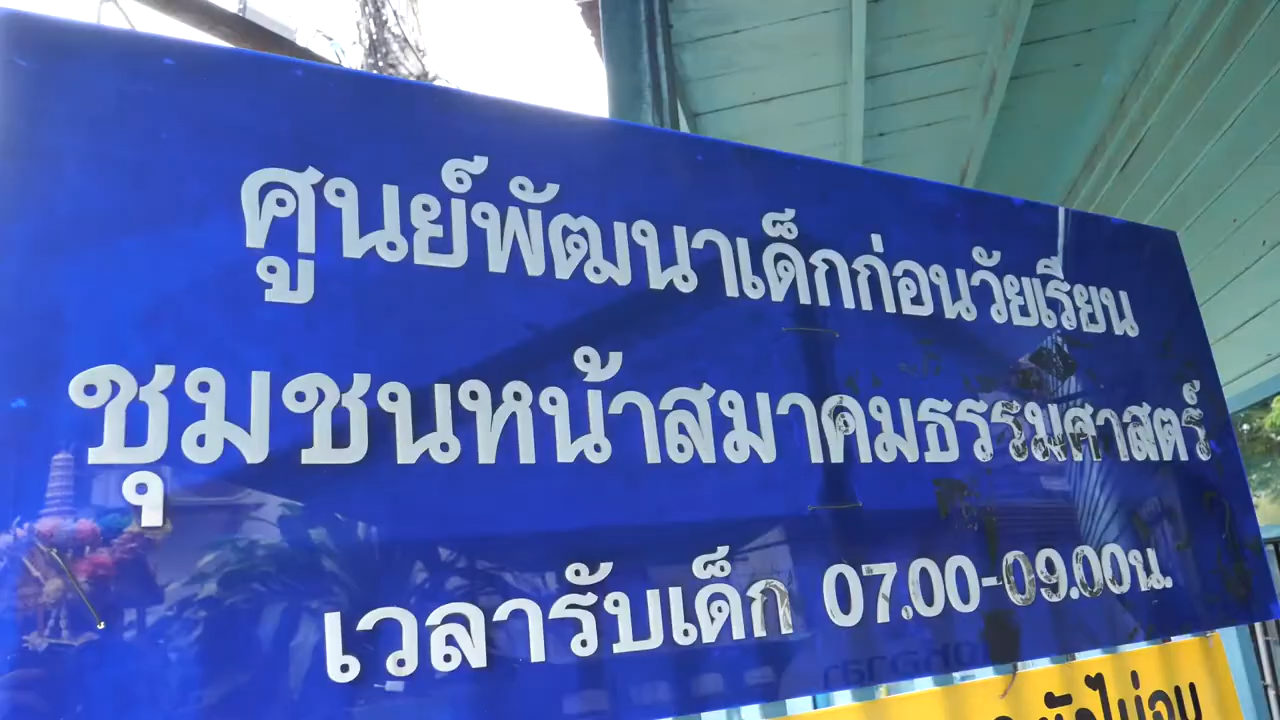 ศูนย์พัฒนาเด็กก่อนวัยเรียน
ชุมชนหน้าสมาคมธรรมศาสตร์
เวลารับเด็ก 07.00-09.00น.